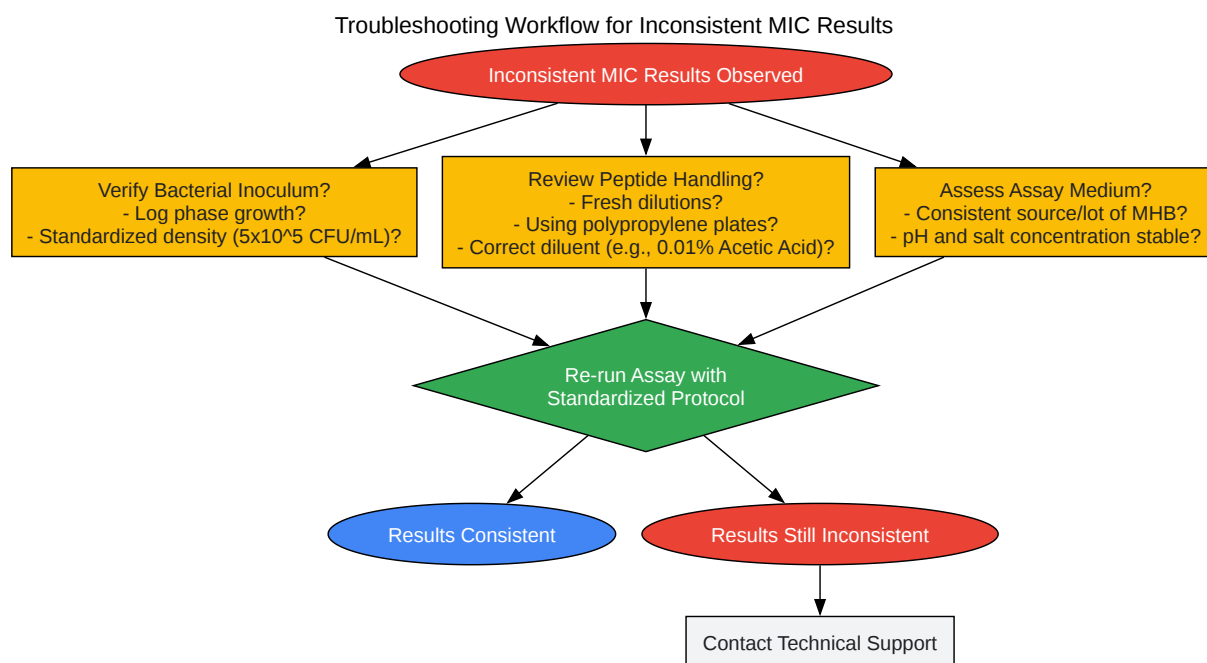 Troubleshooting Workflow for Inconsistent MIC Results
Inconsistent MIC Results Observed
Verify Bacterial Inoculum?
- Log phase growth?
- Standardized density (5x10^5 CFU/mL)?
Review Peptide Handling?
- Fresh dilutions?
- Using polypropylene plates?
- Correct diluent (e.g., 0.01% Acetic Acid)?
Assess Assay Medium?
- Consistent source/lot of MHB?
- pH and salt concentration stable?
Re-run Assay with
Standardized Protocol
Results Consistent
Results Still Inconsistent
Contact Technical Support